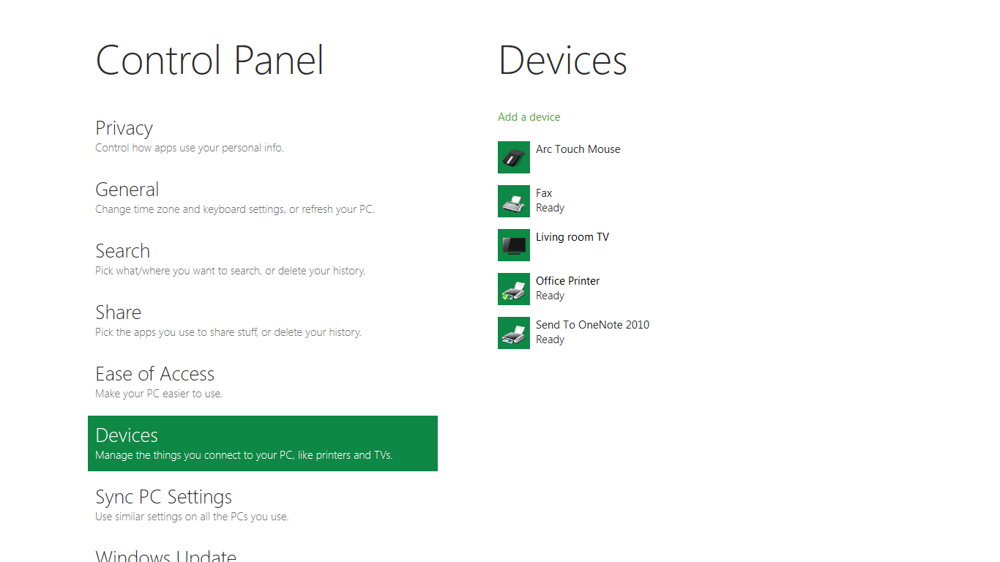 Control Panel
Privacy
Control how apps use your personal info.
General
Change time zone and keyboard settings, or refresh your PC.
Search
Pick what/where you want to search, or delete your history.
Share
Pick the apps you use to share stuff, or delete your history.
Ease of Access
Make your PC easier to use.
Devices
Manage the things you connect to your PC, like printers and TVs.
Sync PC Settings
Use similar settings on all the PCs you use.
Windows Update
Devices
Add a device
Arc Touch Mouse
Fax
Ready
Living room TV
Office Printer
Ready
Send To OneNote 2010
Ready